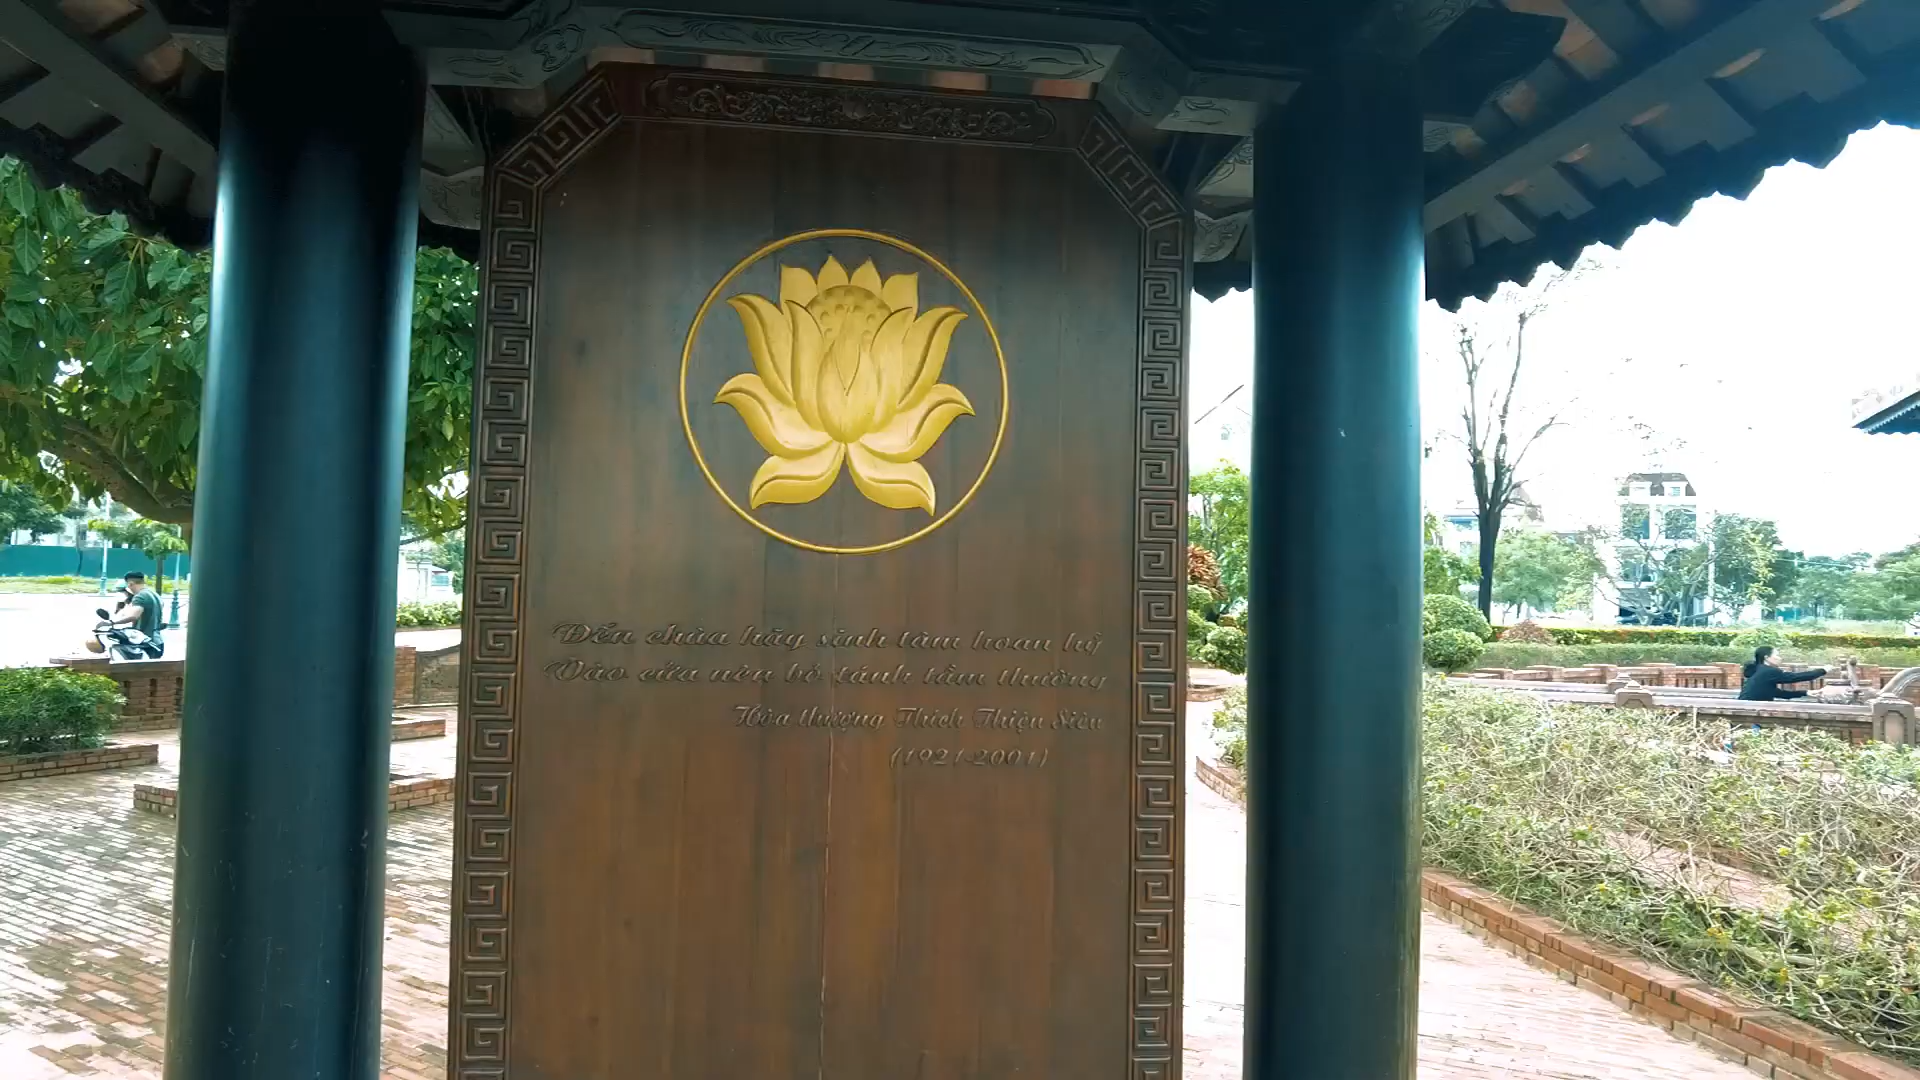 Đến chùa hãy sinh tâm hoan hỷ
Vào cửa nên bỏ tánh tầm thường
Hòa thượng Thích Thiện Siêu
(1921-2001)